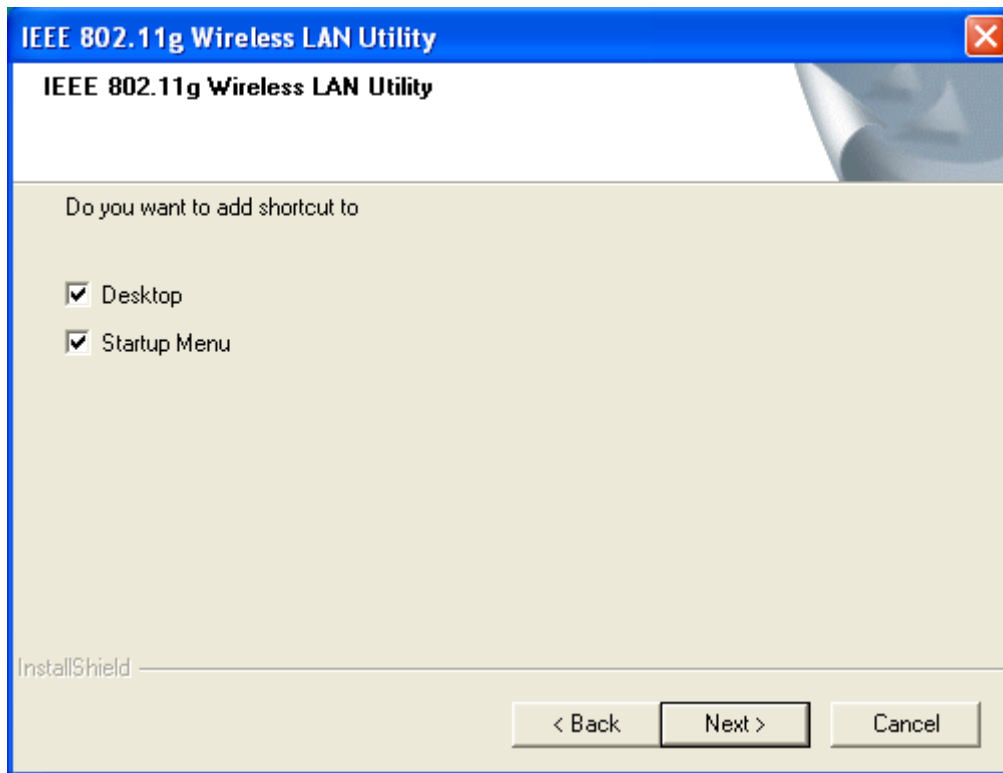 IEEE 802.11g Wireless LAN Utility
IEEE 802.11g Wireless LAN Utility
Do you want to add shortcut to
Desktop
Startup Menu
InstallShield
< Back Next > Cancel